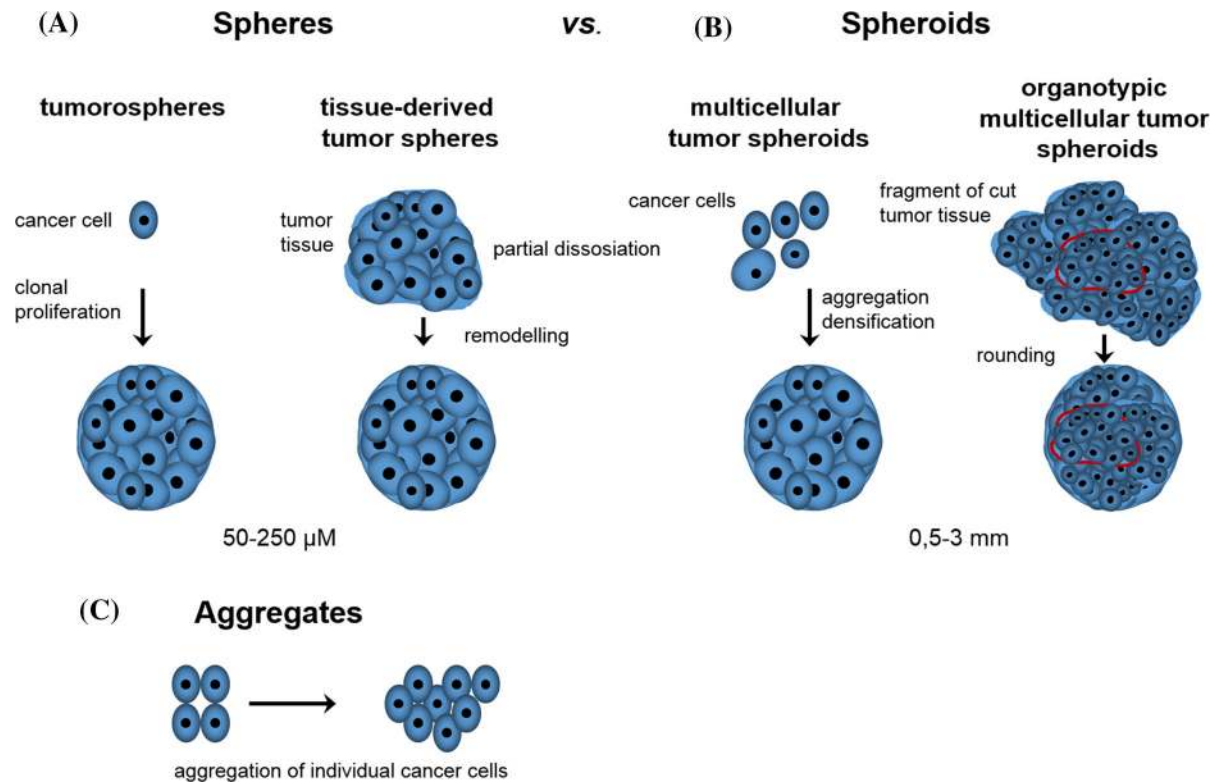 (A) Spheres vs. (B) Spheroids
tumorospheres
tissue-derived
tumor spheres
multicellular
tumor spheroids
organotypic
multicellular tumor
spheroids
cancer cell
clonal
proliferation
tumor
tissue
partial dissosiation
remodelling
cancer cells
aggregation
densification
fragment of cut
tumor tissue
rounding
50-250 µM
0,5-3 mm
(C) Aggregates
aggregation of individual cancer cells